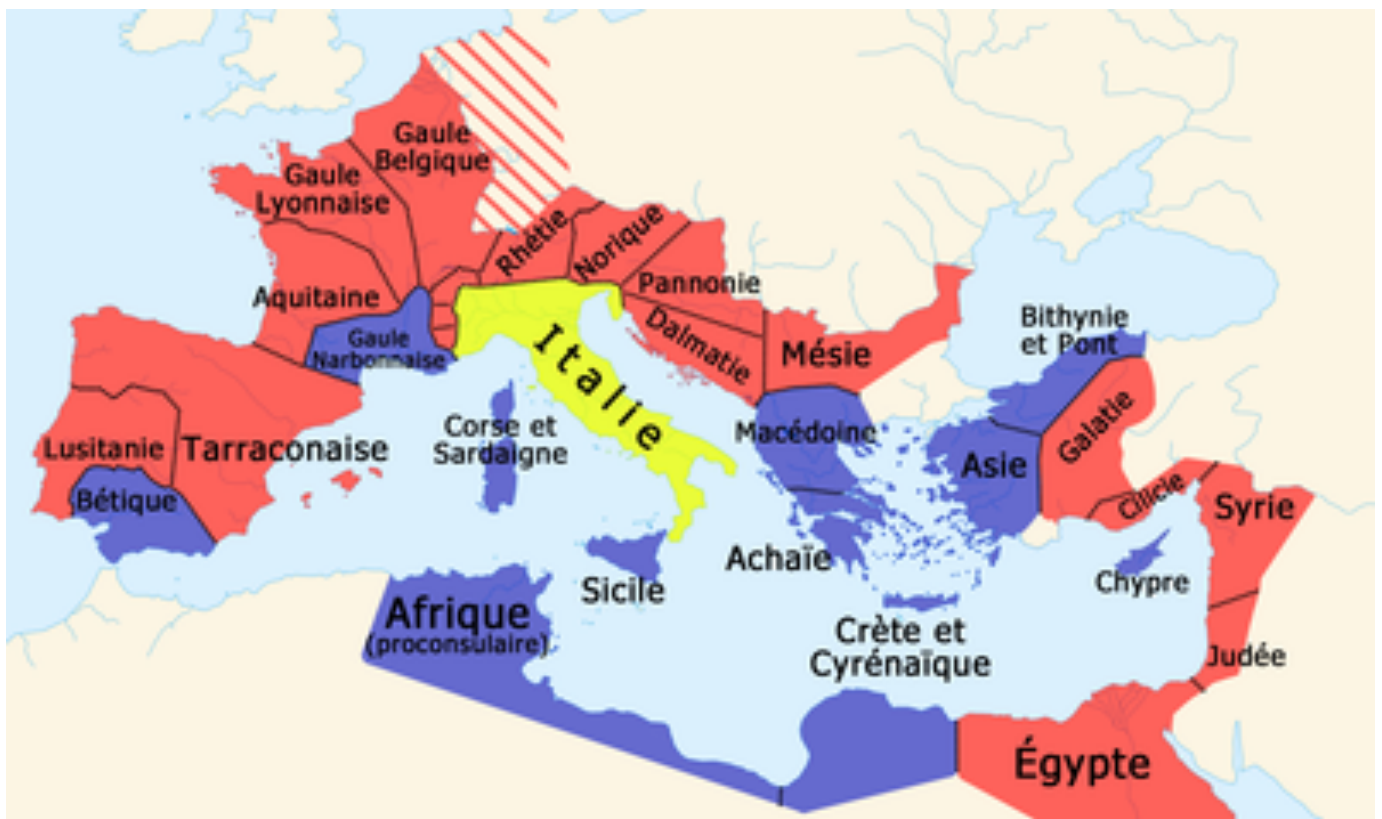 Gaule
Belgique
Gaule
Lyonnaise
Rhétie
Norique
Pannonie
Aquitaine
Gaule
Narbonnaise
Dalmatie
Mésie
Bithynie
et Pont
Italie
Galatie
Corse et
Sardaigne
Macédoine
Lusitanie
Tarraconaise
Asie
Bétique
Cilicie
Syrie
Achaïe
Sicile
Chypre
Afrique
(proconsulaire)
Crète et
Cyrénaïque
Judée
Égypte